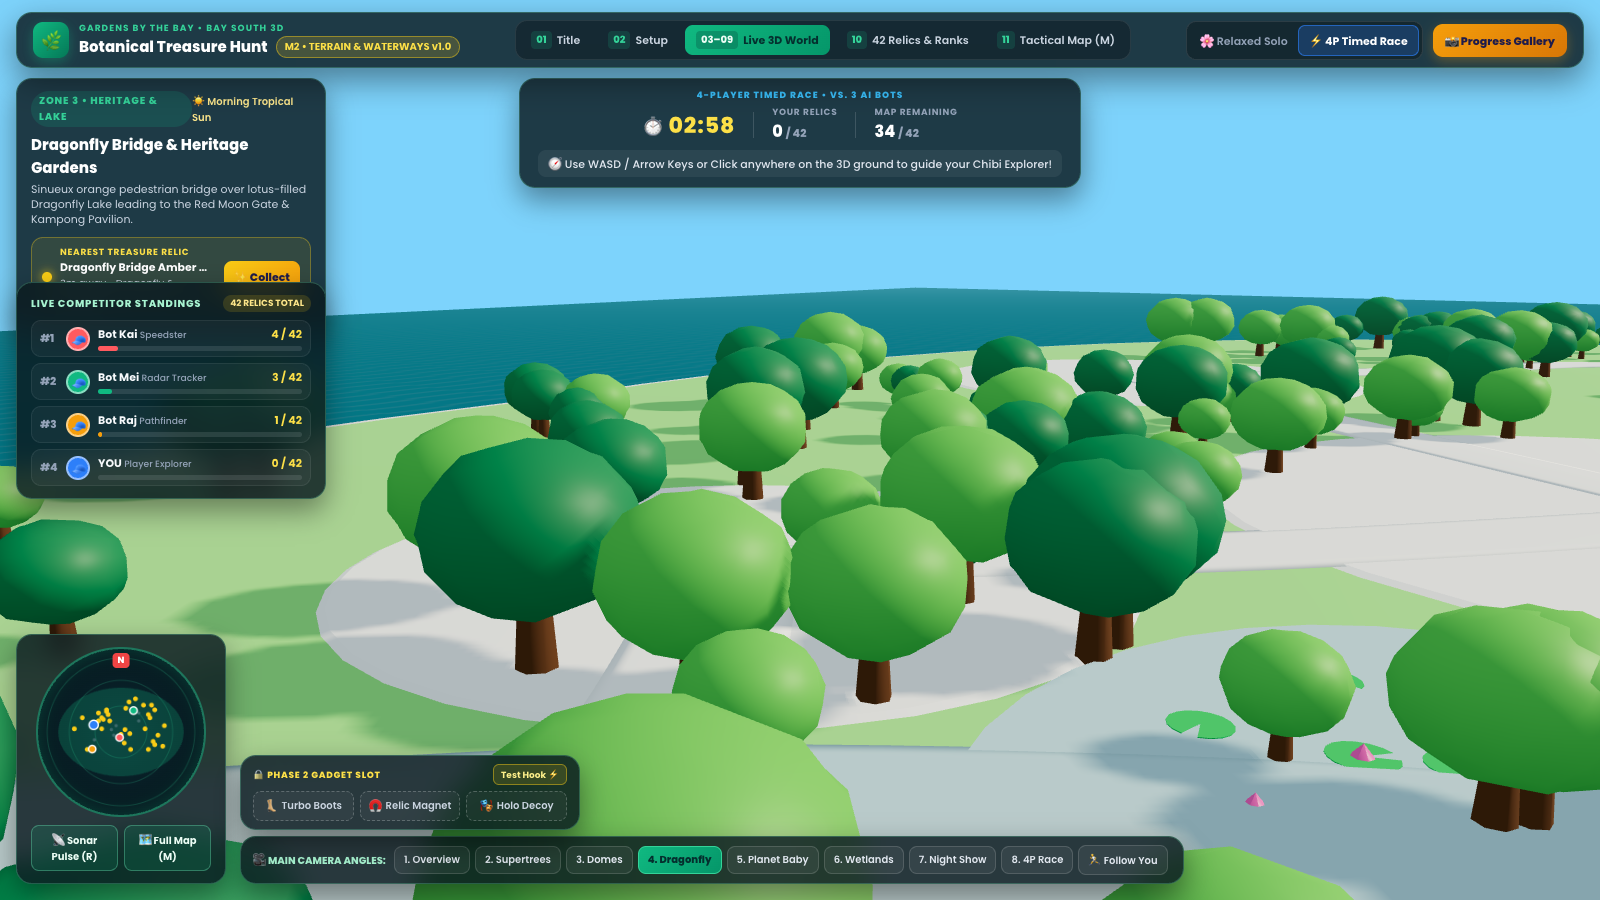 GARDENS BY THE BAY • BAY SOUTH 3D
Botanical Treasure Hunt
M2 • TERRAIN & WATERWAYS v1.0
01 Title
02 Setup
03–09 Live 3D World
10 42 Relics & Ranks
11 Tactical Map (M)
Relaxed Solo
4P Timed Race
Progress Gallery
ZONE 3 • HERITAGE & LAKE
Morning Tropical Sun
Dragonfly Bridge & Heritage Gardens
Sinueux orange pedestrian bridge over lotus-filled
Dragonfly Lake leading to the Red Moon Gate &
Kampong Pavilion.
NEAREST TREASURE RELIC
Dragonfly Bridge Amber ...
Collect
4-PLAYER TIMED RACE • VS. 3 AI BOTS
02:58
YOUR RELICS
0 / 42
MAP REMAINING
34 / 42
Use WASD / Arrow Keys or Click anywhere on the 3D ground to guide your Chibi Explorer!
LIVE COMPETITOR STANDINGS
42 RELICS TOTAL
#1 Bot Kai Speedster 4 / 42
#2 Bot Mei Radar Tracker 3 / 42
#3 Bot Raj Pathfinder 1 / 42
#4 YOU Player Explorer 0 / 42
N
Sonar Pulse (R)
Full Map (M)
PHASE 2 GADGET SLOT
Test Hook
Turbo Boots
Relic Magnet
Holo Decoy
MAIN CAMERA ANGLES:
1. Overview
2. Supertrees
3. Domes
4. Dragonfly
5. Planet Baby
6. Wetlands
7. Night Show
8. 4P Race
Follow You